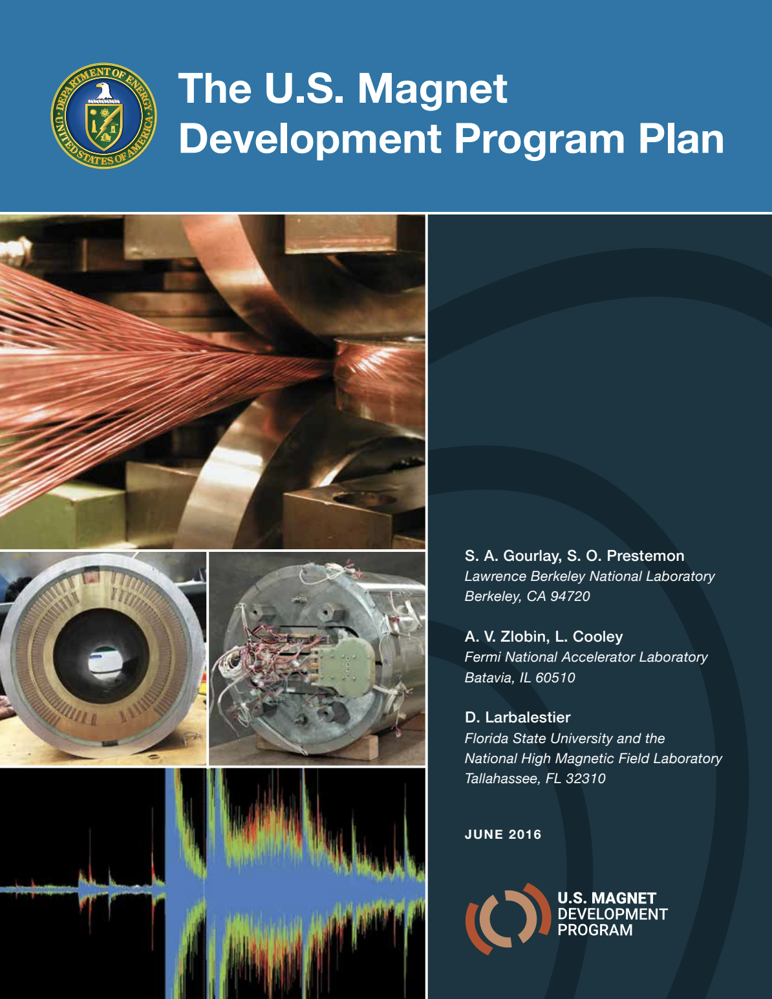 DEPARTMENT OF ENERGY
UNITED STATES OF AMERICA
The U.S. Magnet
Development Program Plan
S. A. Gourlay, S. O. Prestemon
Lawrence Berkeley National Laboratory
Berkeley, CA 94720
A. V. Zlobin, L. Cooley
Fermi National Accelerator Laboratory
Batavia, IL 60510
D. Larbalestier
Florida State University and the
National High Magnetic Field Laboratory
Tallahassee, FL 32310
JUNE 2016
U.S. MAGNET
DEVELOPMENT
PROGRAM